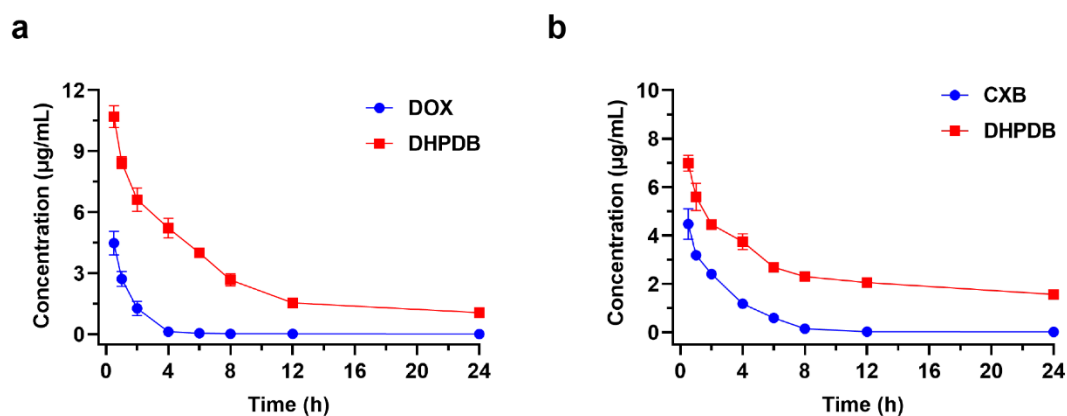 a
12
9
6
3
0
Concentration (µg/mL)
DOX
DHPDB
0 4 8 12 16 20 24
Time (h)
b
10
8
6
4
2
0
Concentration (µg/mL)
CXB
DHPDB
0 4 8 12 16 20 24
Time (h)